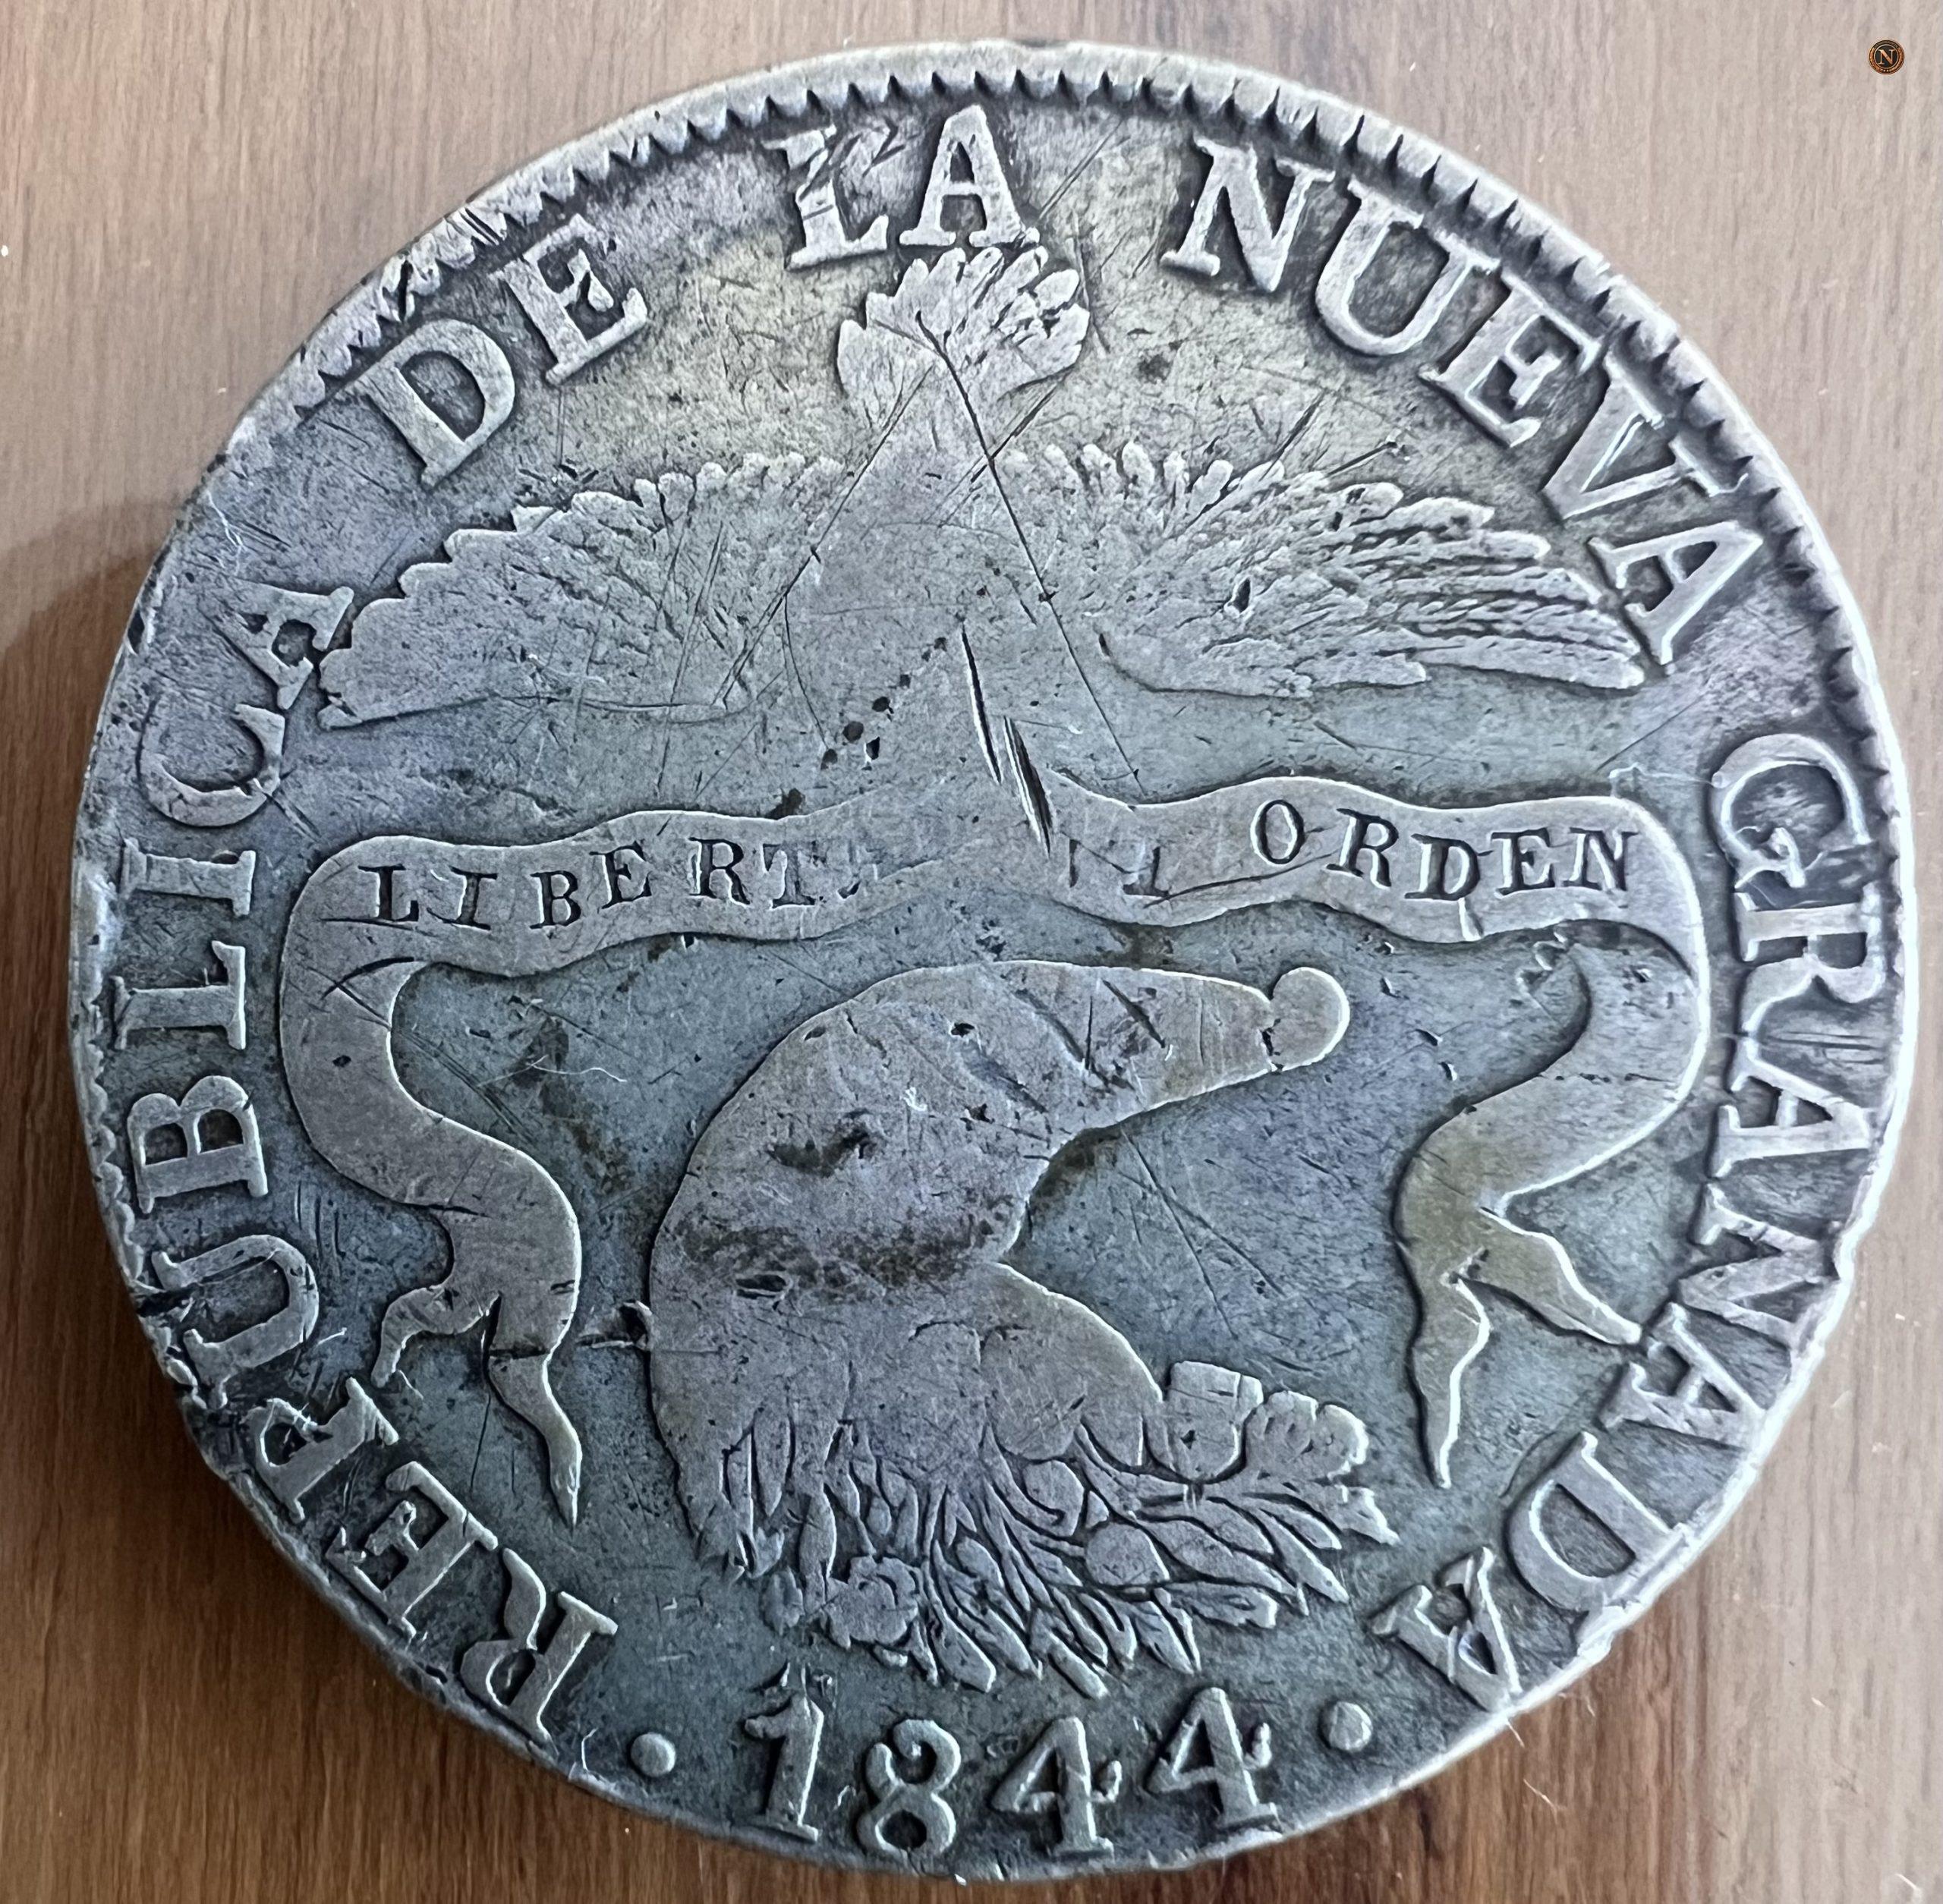 REPUBLICA DE LA NUEVA GRANADA
LIBERT ORDEN
· 1844 ·
N